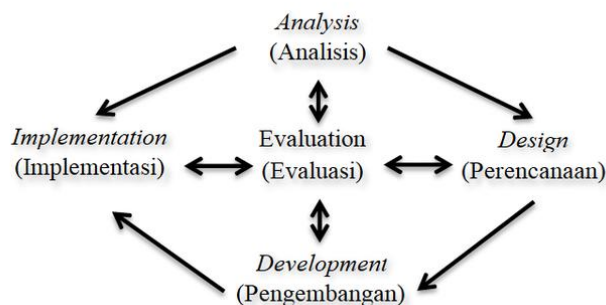 Analysis
(Analisis)
Implementation
(Implementasi)
Evaluation
(Evaluasi)
Design
(Perencanaan)
Development
(Pengembangan)